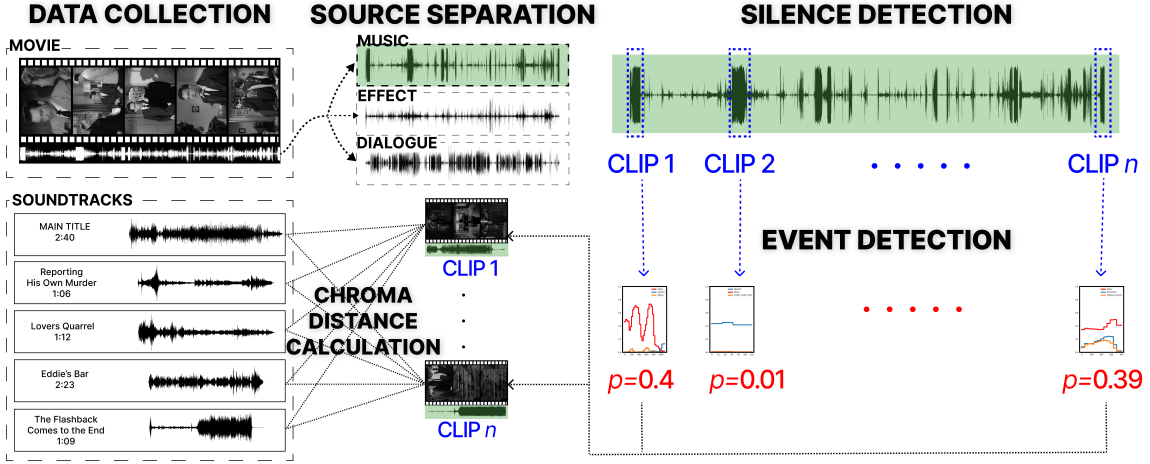 DATA COLLECTION
SOURCE SEPARATION
SILENCE DETECTION
MOVIE
MUSIC
EFFECT
DIALOGUE
CLIP 1
CLIP 2
CLIP n
SOUNDTRACKS
MAIN TITLE
2:40
Reporting
His Own Murder
1:06
Lovers Quarrel
1:12
Eddie's Bar
2:23
The Flashback
Comes to the End
1:09
CHROMA
DISTANCE
CALCULATION
CLIP 1
CLIP n
EVENT DETECTION
p=0.4
p=0.01
p=0.39